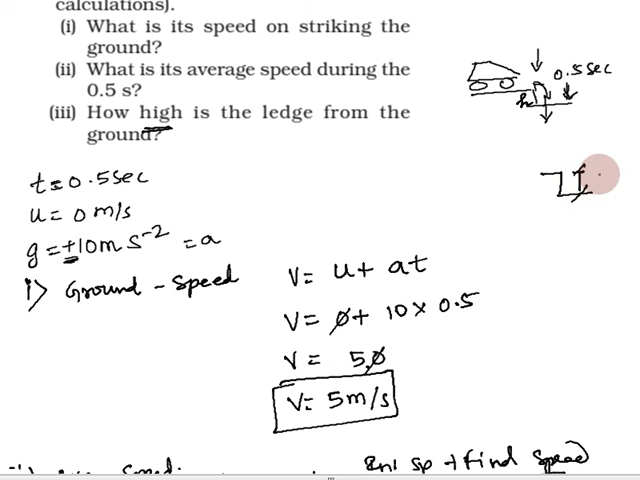 calculations).
(i) What is its speed on striking the
ground?
(ii) What is its average speed during the
0.5 s?
(iii) How high is the ledge from the
ground?
0.5 sec
h
t = 0.5 sec
u = 0 m/s
g = +10 m s⁻² = a
i) Ground - Speed
V = u + at
V = 0 + 10 × 0.5
V = 5.0
V = 5 m/s
sp + find speed